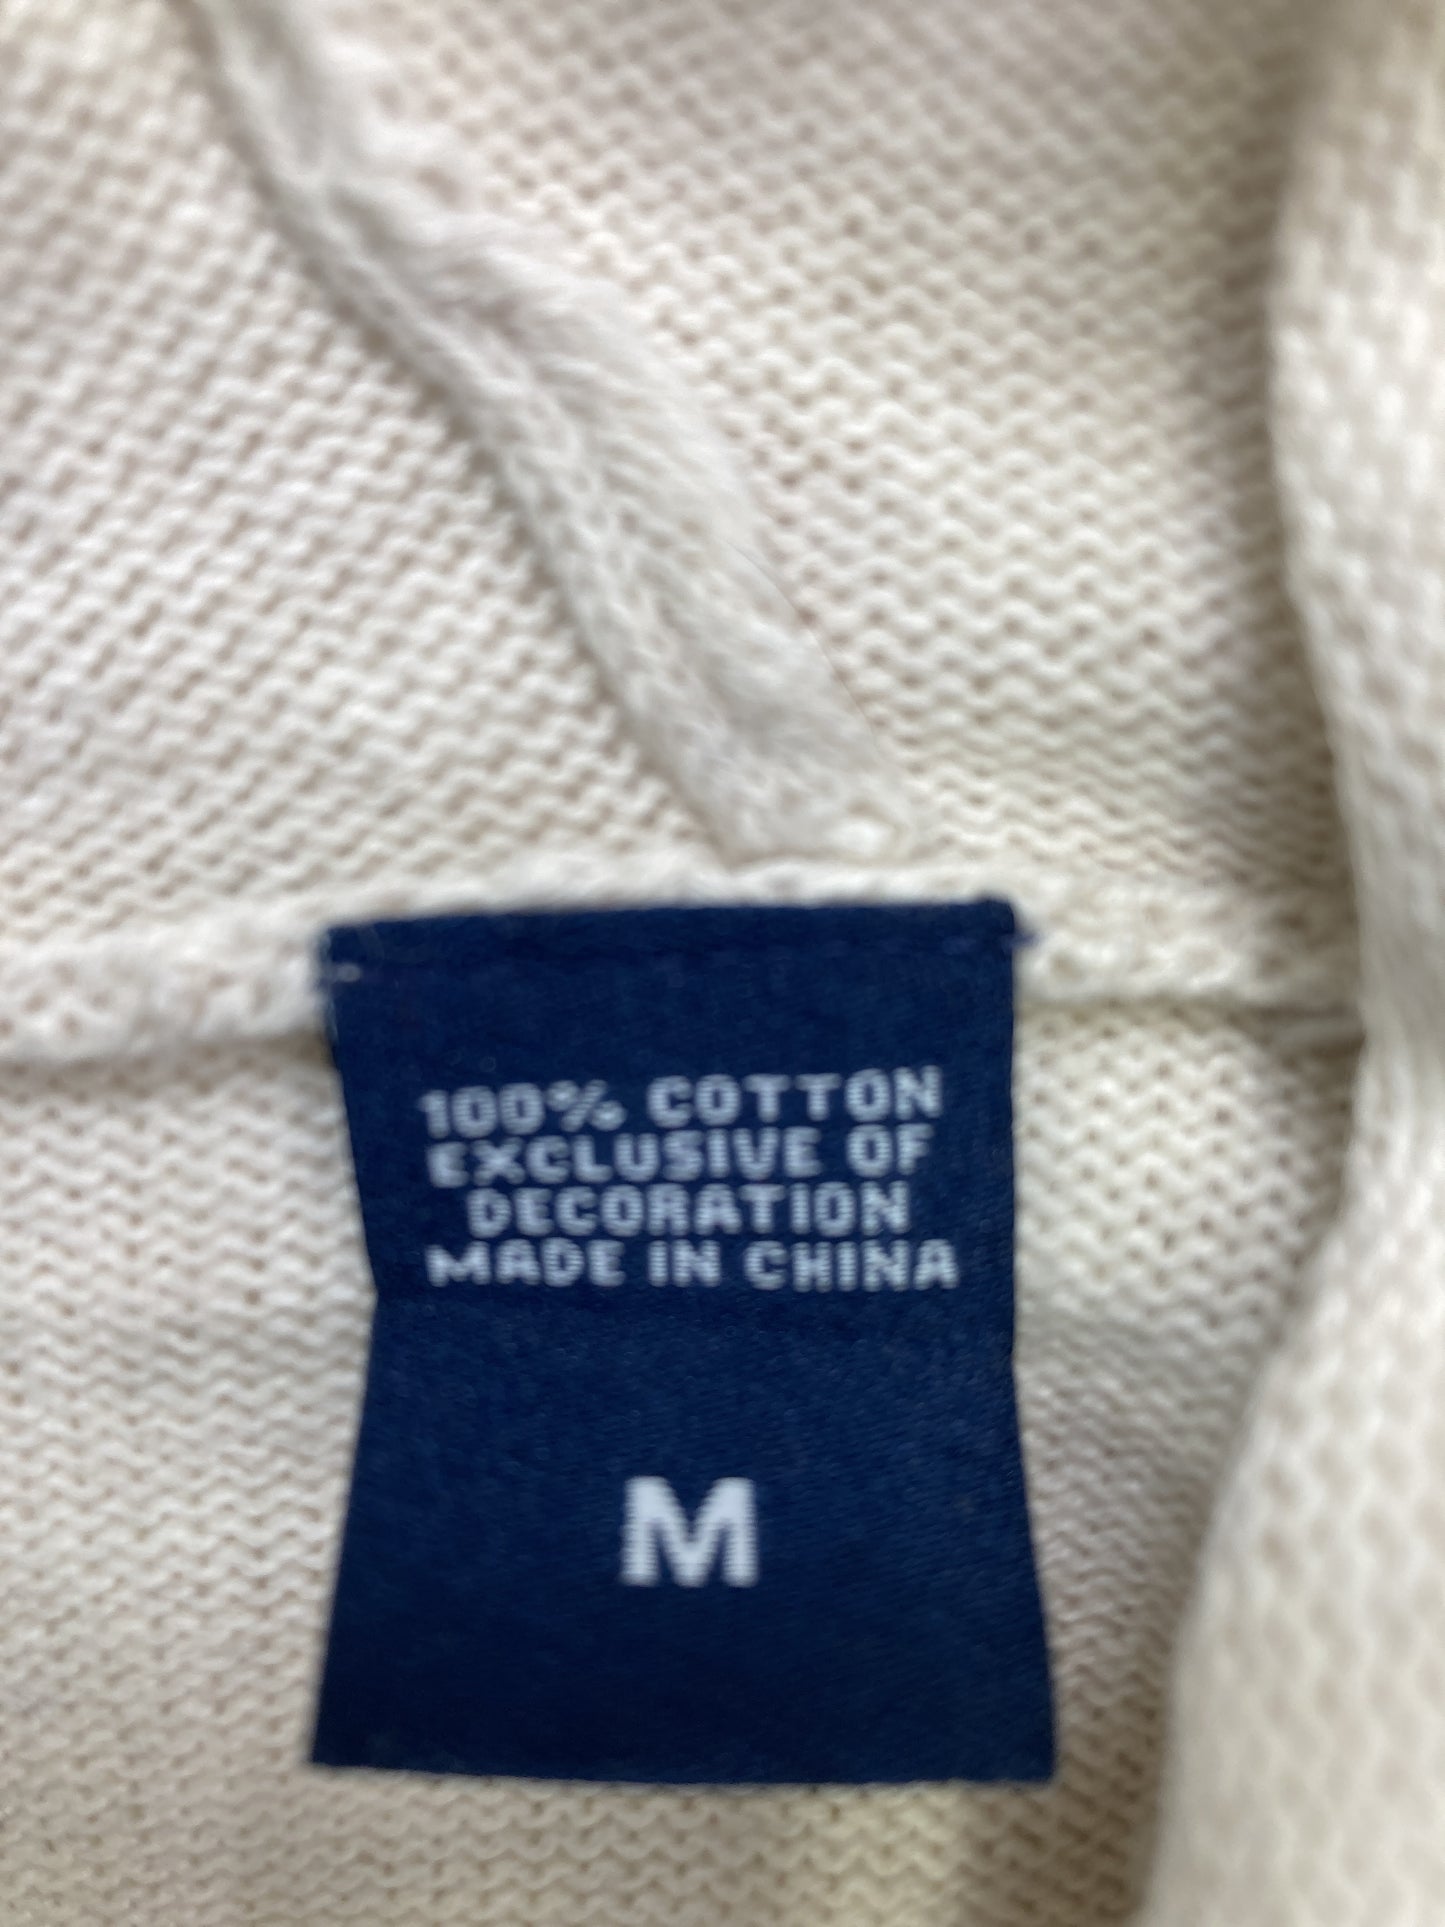 100% COTTON
EXCLUSIVE OF
DECORATION
MADE IN CHINA
M